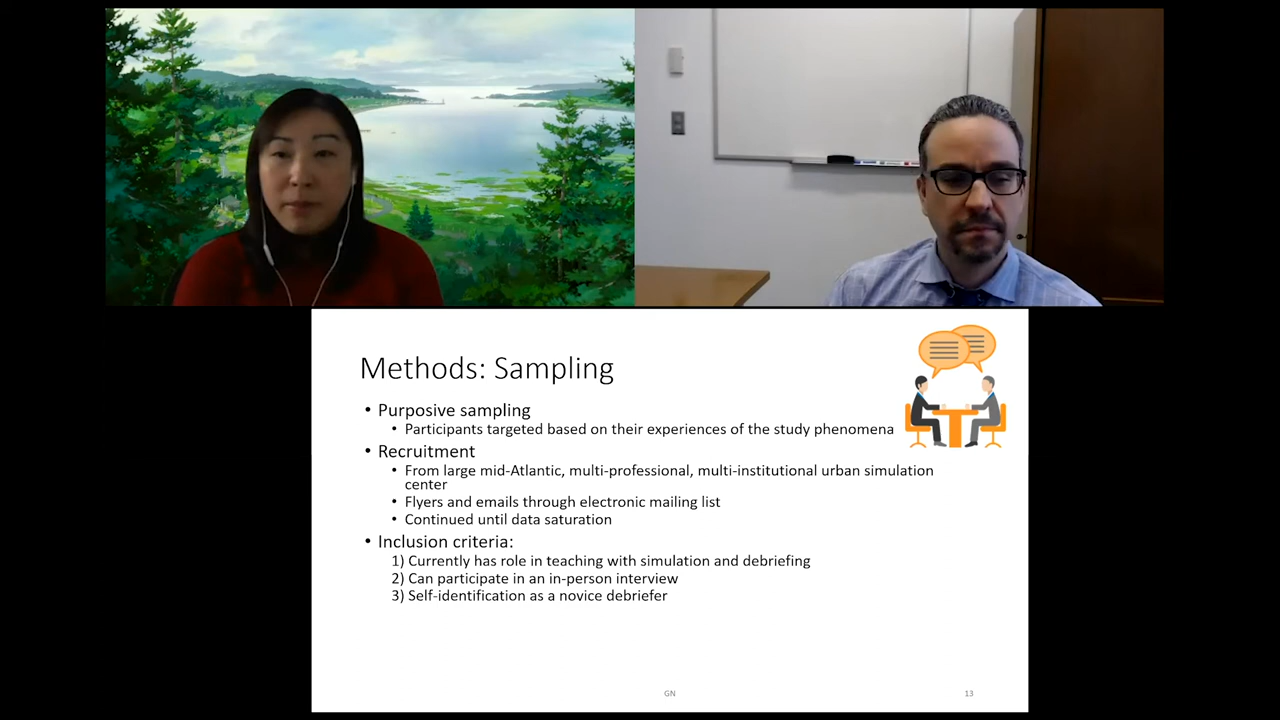 Methods: Sampling
• Purposive sampling
• Participants targeted based on their experiences of the study phenomena
• Recruitment
• From large mid-Atlantic, multi-professional, multi-institutional urban simulation
center
• Flyers and emails through electronic mailing list
• Continued until data saturation
• Inclusion criteria:
1) Currently has role in teaching with simulation and debriefing
2) Can participate in an in-person interview
3) Self-identification as a novice debriefer
GN
13